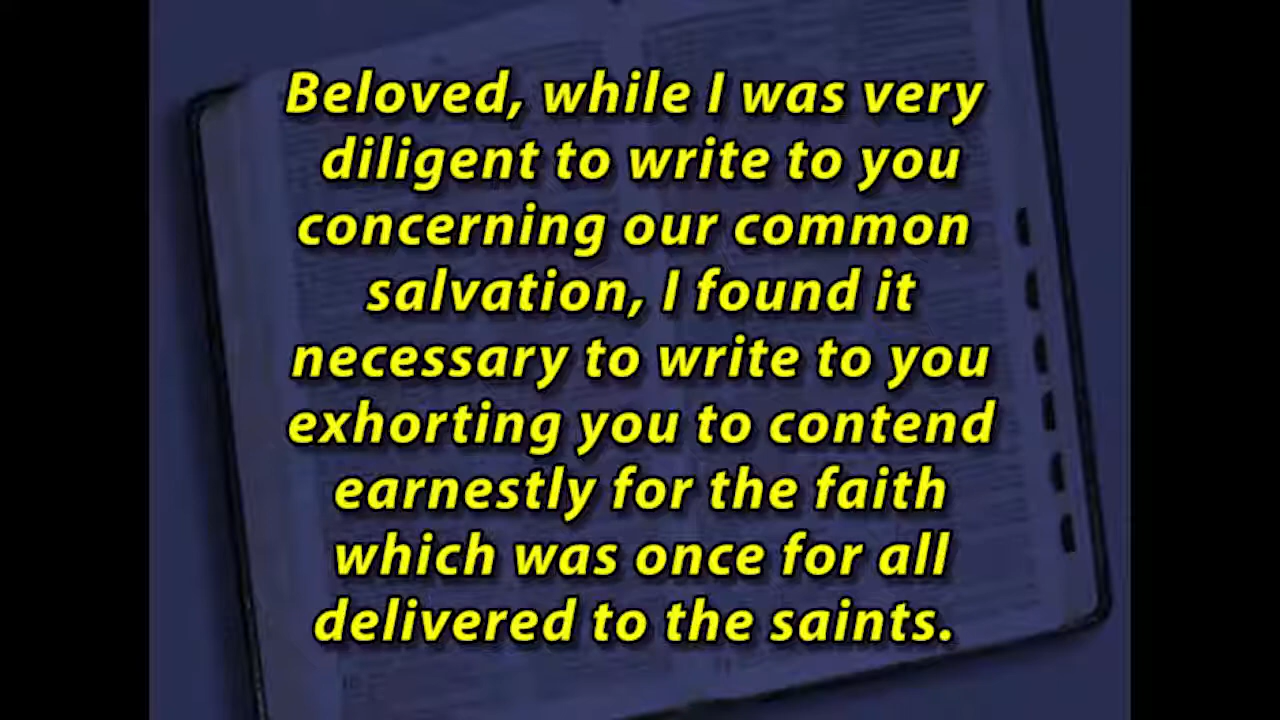 Beloved, while I was very
diligent to write to you
concerning our common
salvation, I found it
necessary to write to you
exhorting you to contend
earnestly for the faith
which was once for all
delivered to the saints.